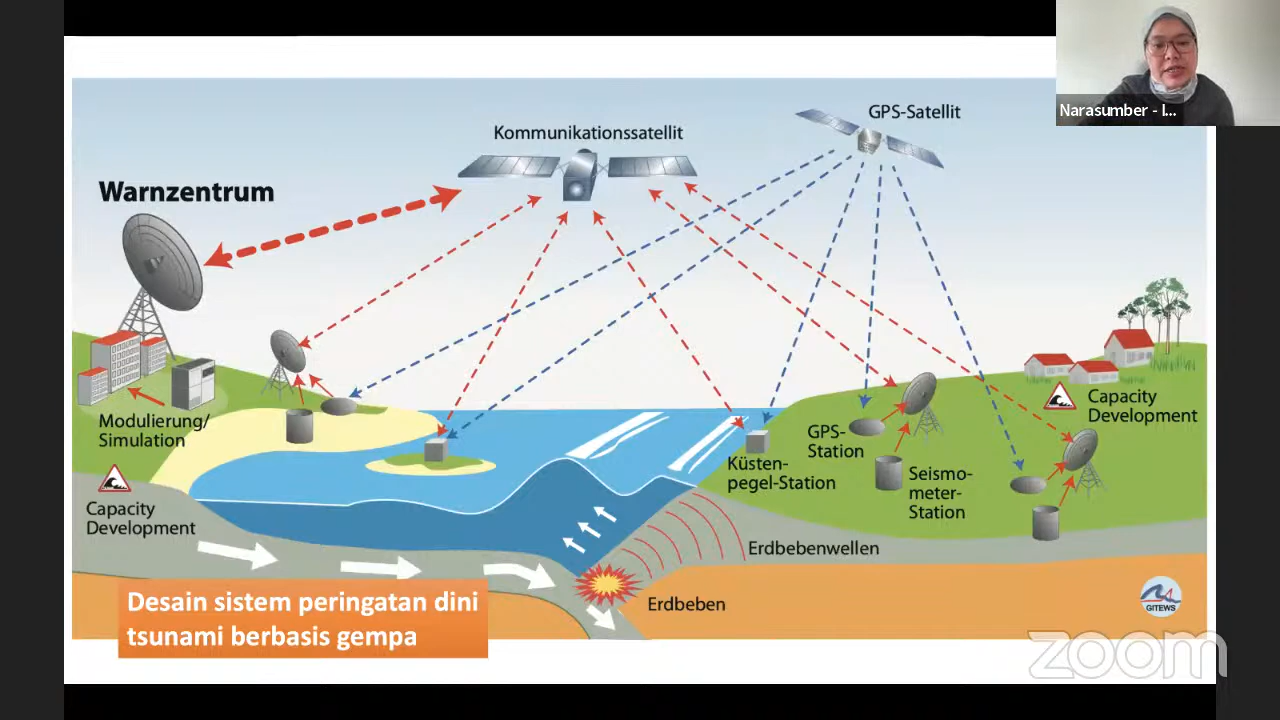 Narasumber - I...
GPS-Satellit
Kommunikationssatellit
Warnzentrum
Modulierung/
Simulation
Capacity
Development
GPS-
Station
Küsten-
pegel-Station
Seismo-
meter-
Station
Capacity
Development
Erdbebenwellen
Erdbeben
Desain sistem peringatan dini
tsunami berbasis gempa
GITEWS
zoom